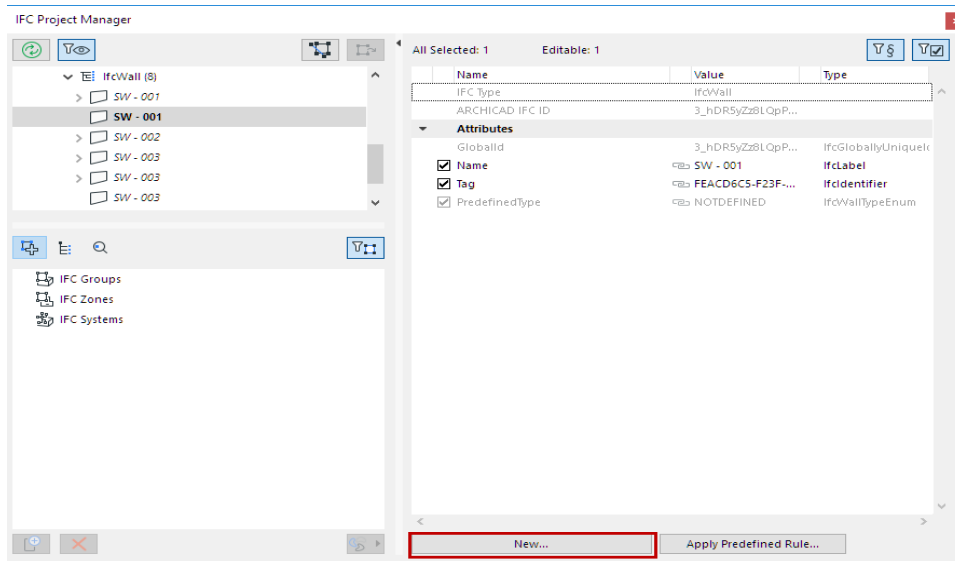 IFC Project Manager
IfcWall (8)
SW - 001
SW - 001
SW - 002
SW - 003
SW - 003
SW - 003
IFC Groups
IFC Zones
IFC Systems
All Selected: 1 Editable: 1
Name Value Type
IFC Type IfcWall
ARCHICAD IFC ID 3_hDR5yZz8LQpP...
Attributes
GlobalId 3_hDR5yZz8LQpP... IfcGloballyUniqueIc
Name SW - 001 IfcLabel
Tag FEACD6C5-F23F-... IfcIdentifier
PredefinedType NOTDEFINED IfcWallTypeEnum
New... Apply Predefined Rule...